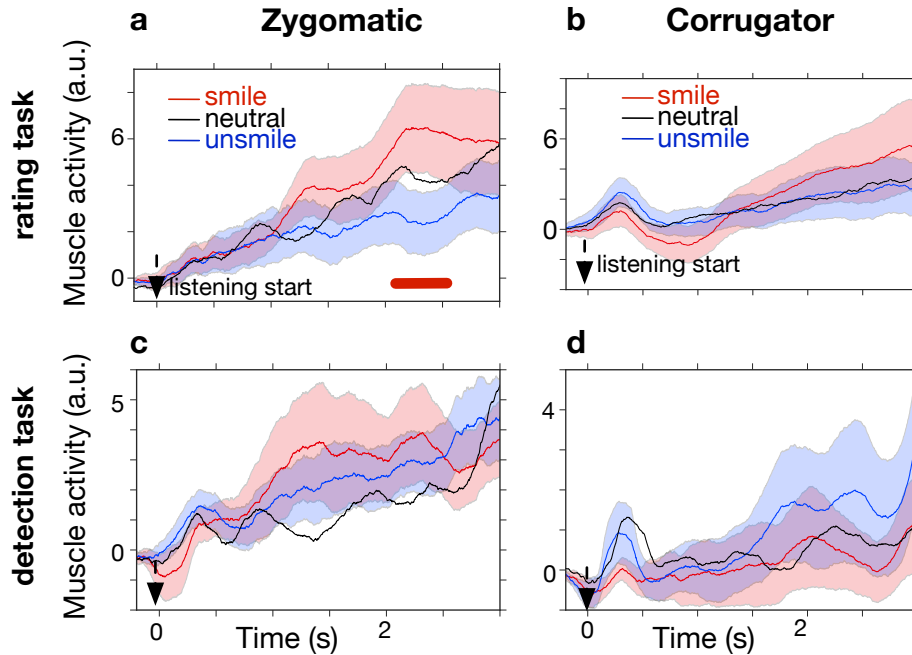 a Zygomatic
b Corrugator
rating task
Muscle activity (a.u.)
6
0
smile
neutral
unsmile
listening start
6
0
smile
neutral
unsmile
listening start
c
d
detection task
Muscle activity (a.u.)
5
0
0 Time (s) 2
4
0
0 Time (s) 2